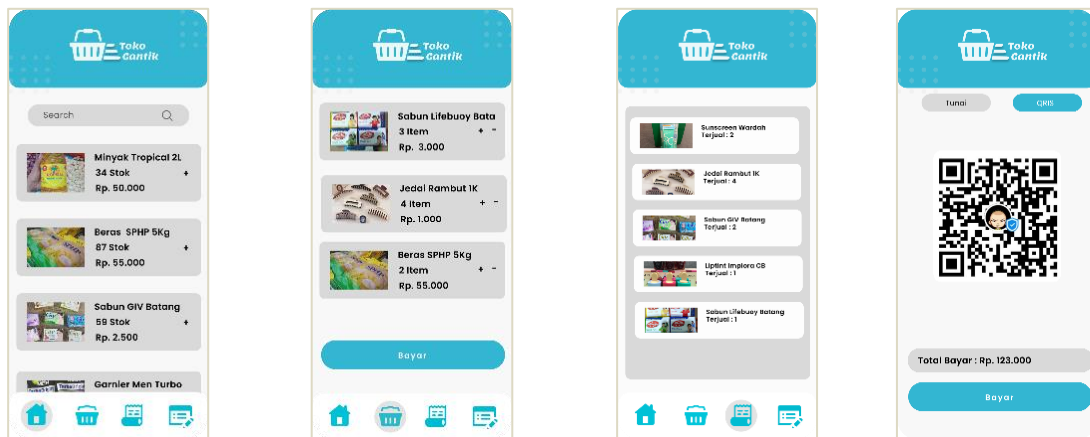 Toko
Cantik
Search
Minyak Tropical 2L
34 Stok +
Rp. 50.000
Beras SPHP 5Kg
87 Stok +
Rp. 55.000
Sabun GIV Batang
59 Stok +
Rp. 2.500
Garnier Men Turbo
Toko
Cantik
Sabun Lifebuoy Bata
3 Item + -
Rp. 3.000
Jedai Rambut 1K
4 Item + -
Rp. 1.000
Beras SPHP 5Kg
2 Item + -
Rp. 55.000
Bayar
Toko
Cantik
Sunscreen Wardah
Terjual : 2
Jedai Rambut 1K
Terjual : 4
Sabun GIV Batang
Terjual : 2
Liptint Implora CB
Terjual : 1
Sabun Lifebuoy Batang
Terjual : 1
Toko
Cantik
Tunai
QRIS
Total Bayar : Rp. 123.000
Bayar